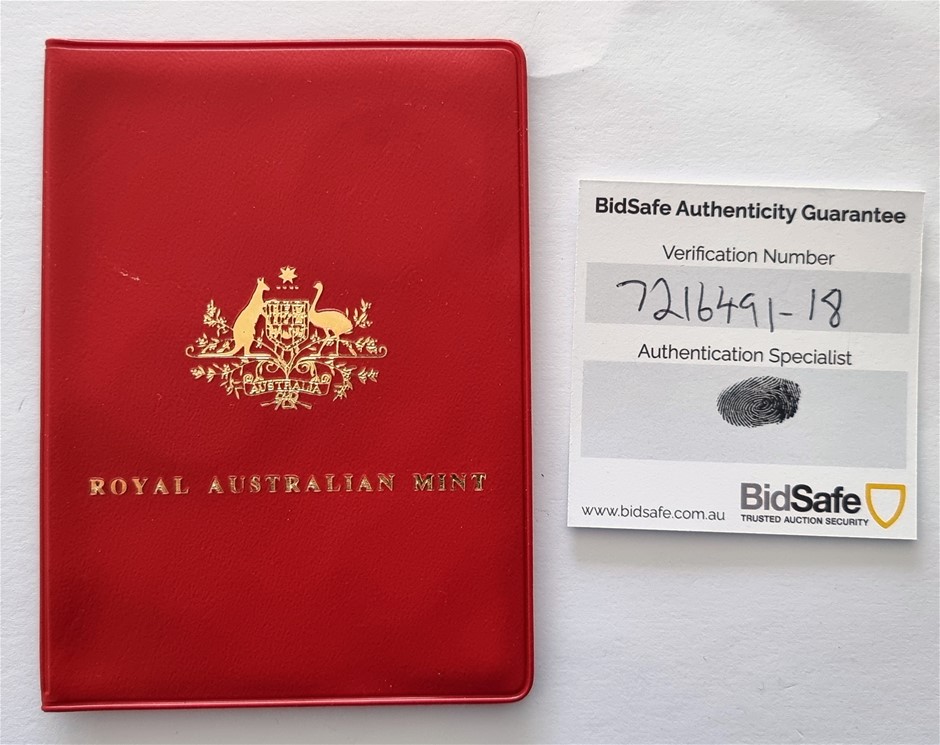 AUSTRALIA
ROYAL AUSTRALIAN MINT
BidSafe Authenticity Guarantee
Verification Number
7216491-18
Authentication Specialist
www.bidsafe.com.au
BidSafe
TRUSTED AUCTION SECURITY